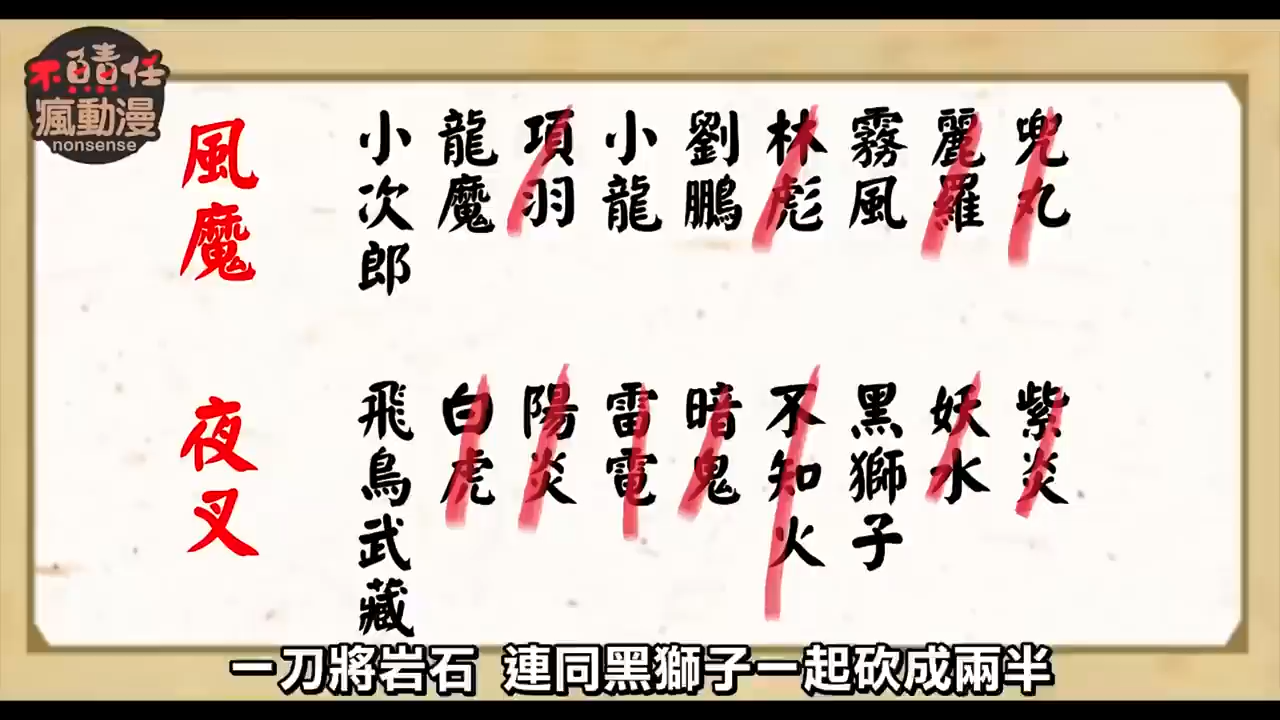 不責任
瘋動漫
nonsense
風魔
小次郎
龍魔
項羽
小龍
劉鵬
林彪
霧風
麗羅
兜丸
夜叉
飛鳥武藏
白虎
陽炎
雷電
暗鬼
不知火
黑獅子
妖水
紫炎
一刀將岩石 連同黑獅子一起砍成兩半